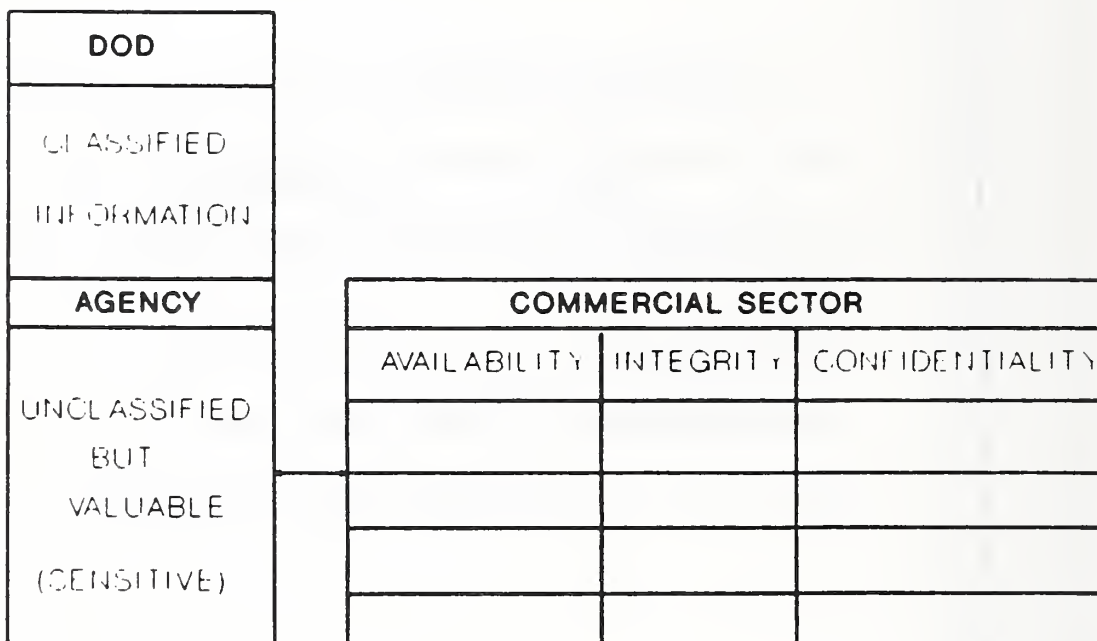 DOD
CLASSIFIED
INFORMATION
AGENCY
UNCLASSIFIED
BUT
VALUABLE
(SENSITIVE)
COMMERCIAL SECTOR
AVAILABILITY INTEGRITY CONFIDENTIALITY